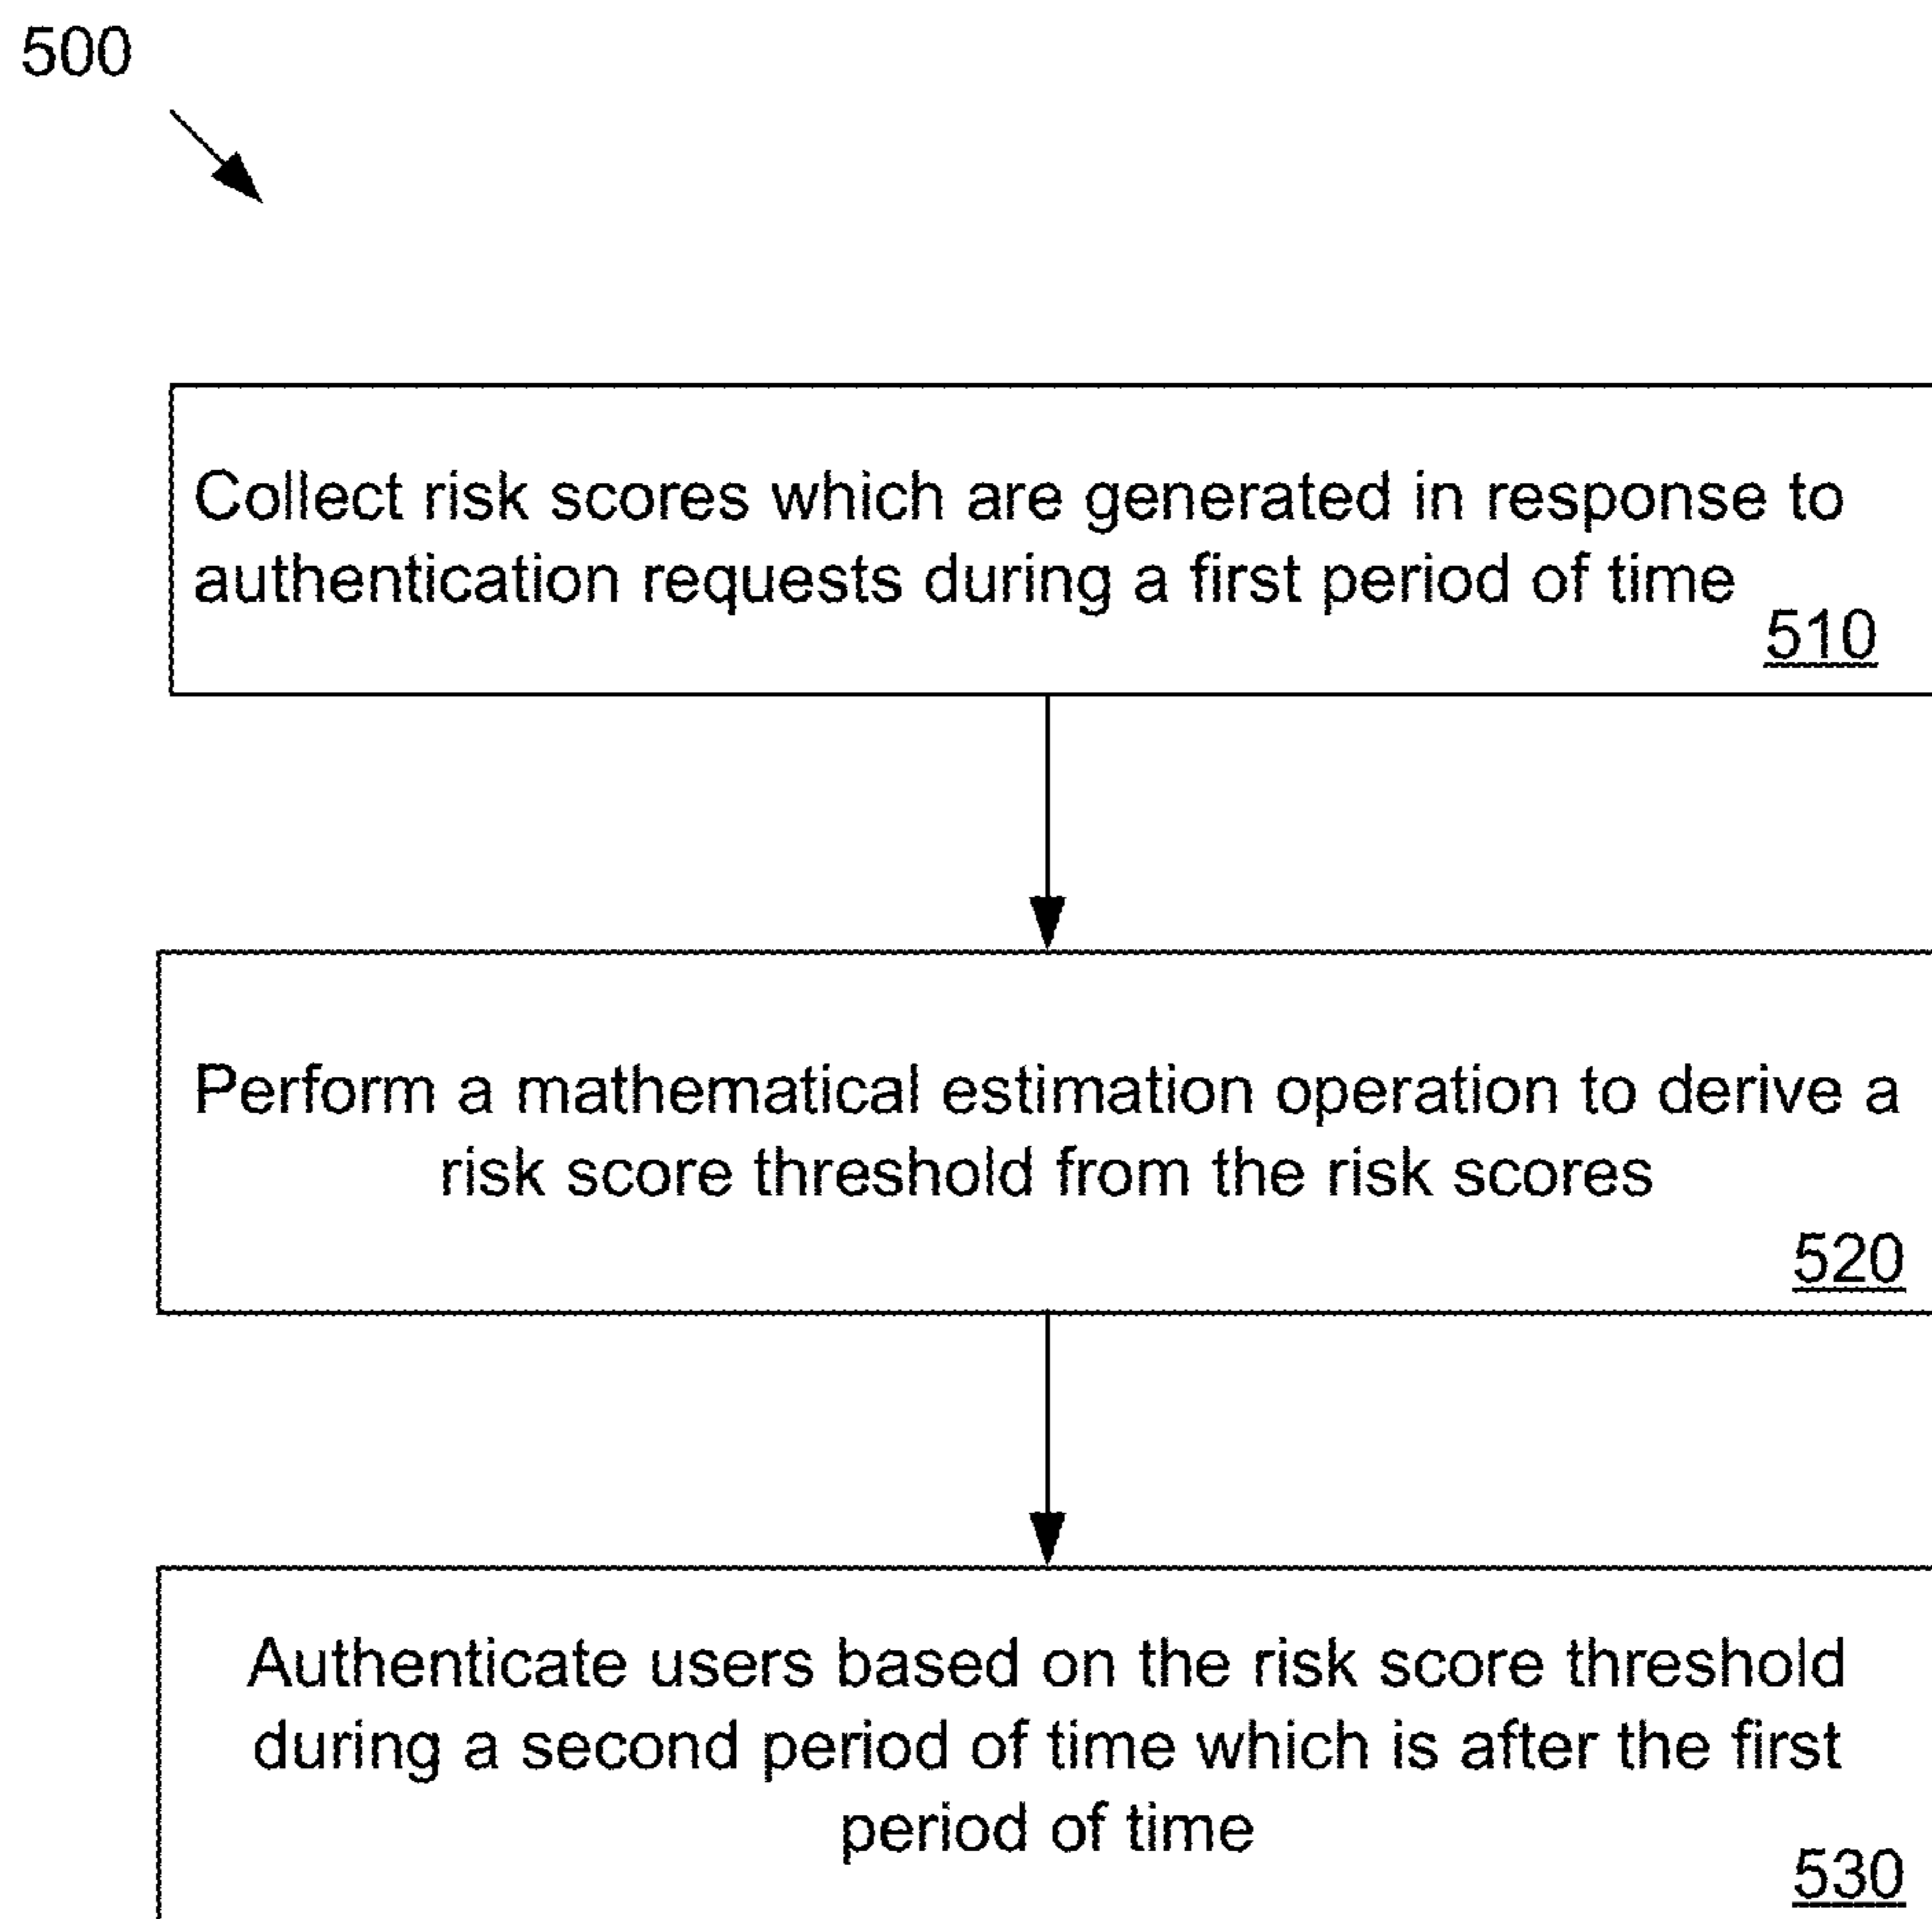 500
Collect risk scores which are generated in response to
authentication requests during a first period of time
510
Perform a mathematical estimation operation to derive a
risk score threshold from the risk scores
520
Authenticate users based on the risk score threshold
during a second period of time which is after the first
period of time
530